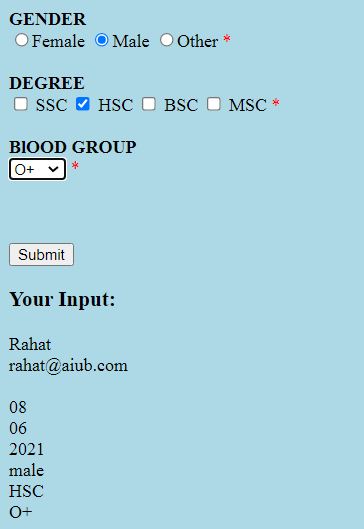 GENDER
Female Male Other *
DEGREE
SSC HSC BSC MSC *
BlOOD GROUP
O+ *
Submit
Your Input:
Rahat
rahat@aiub.com
08
06
2021
male
HSC
O+